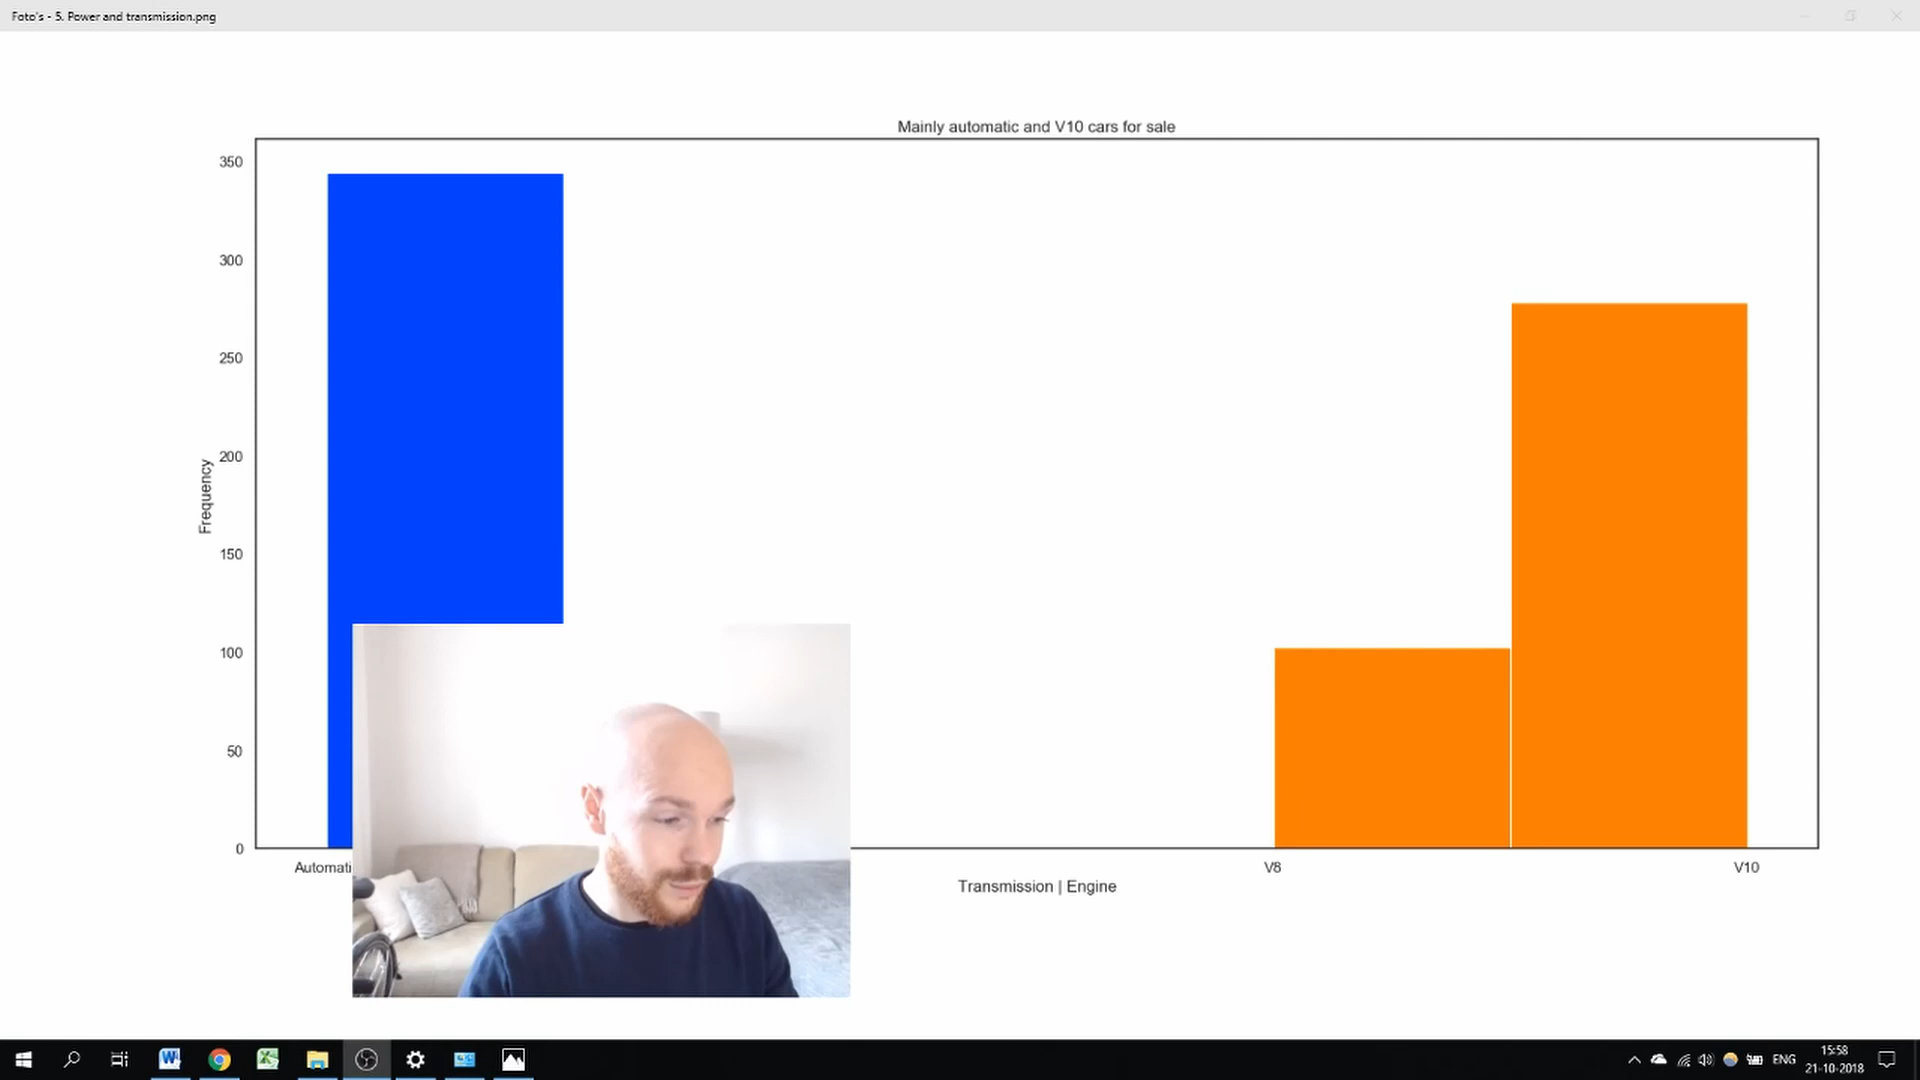 Foto's - 5. Power and transmission.png
Mainly automatic and V10 cars for sale
350
300
250
200
150
100
50
0
Frequency
Automati
V8
V10
Transmission | Engine
ENG
15:58
21-10-2018